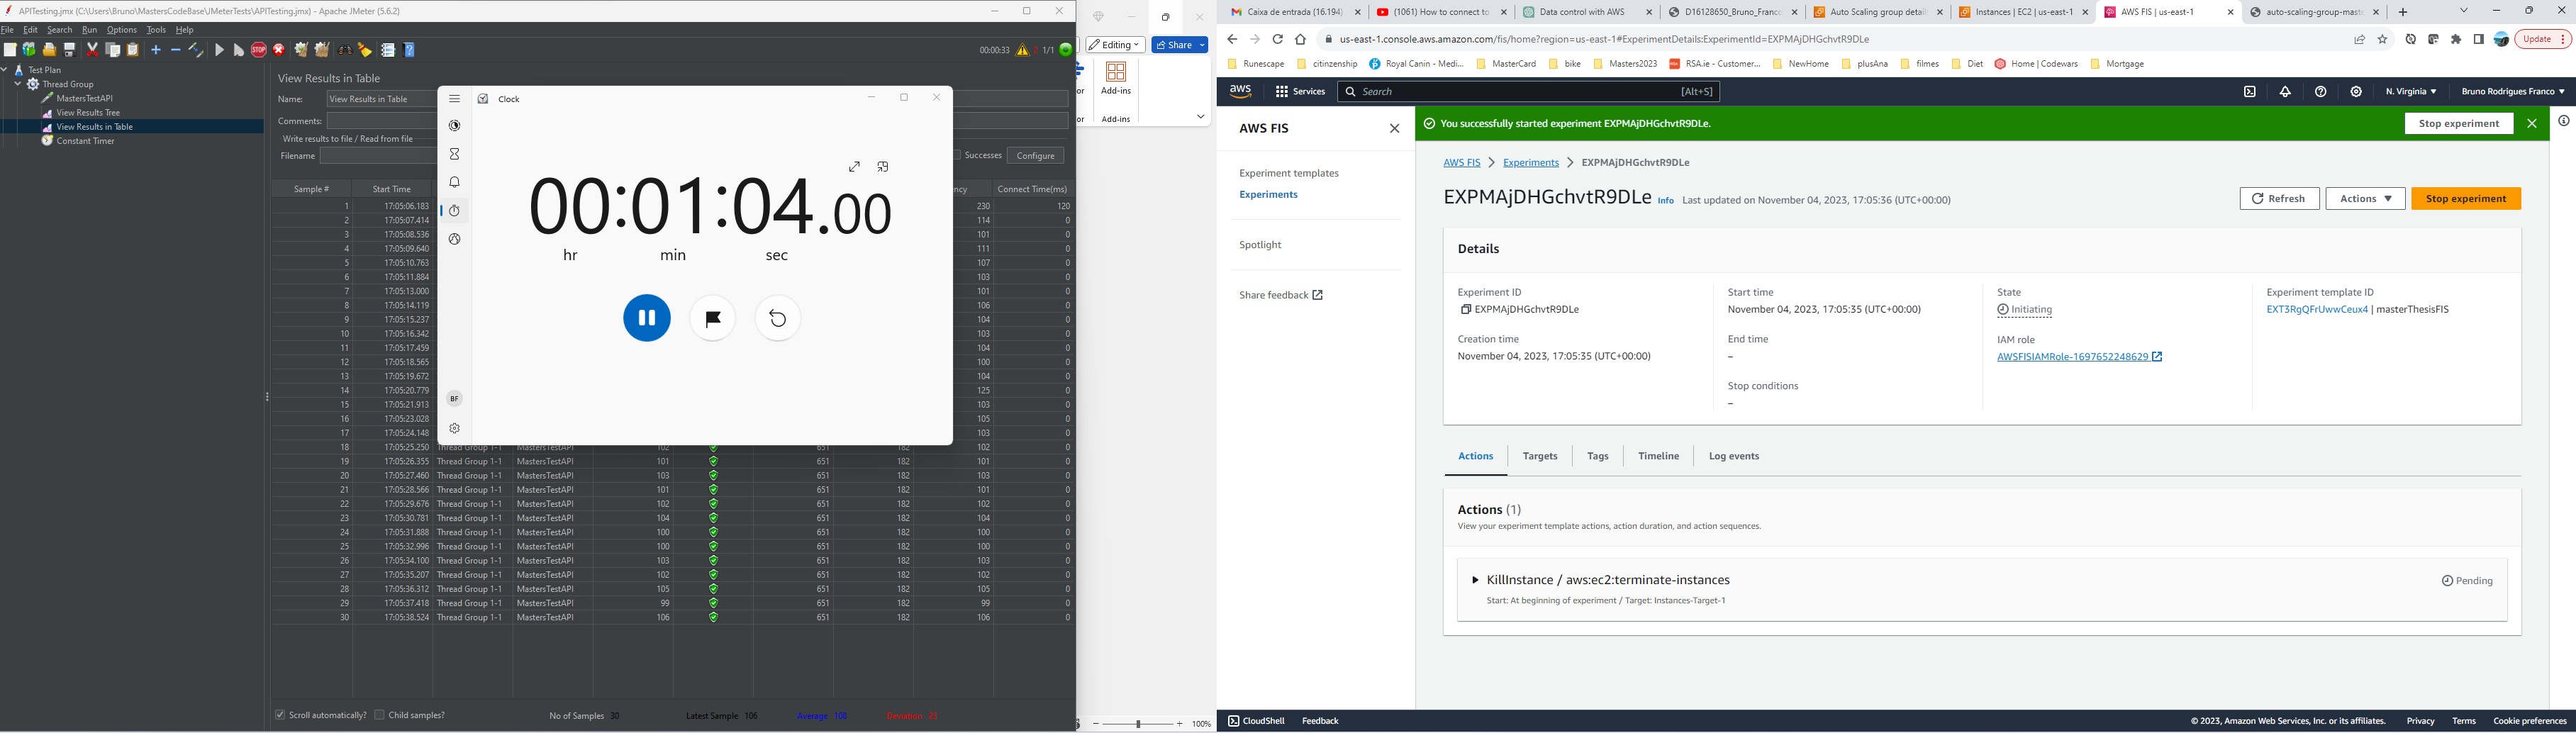 APITesting.jmx (C:\Users\Bruno\MastersCodeBase\JMeterTests\APITesting.jmx) - Apache JMeter (5.6.2)
File Edit Search Run Options Tools Help
00:00:33 2 1/1
Test Plan
Thread Group
MastersTestAPI
View Results Tree
View Results in Table
Constant Timer
View Results in Table
Name: View Results in Table
Comments:
Write results to file / Read from file
Filename
Successes Configure
Sample # Start Time ncy Connect Time(ms)
1 17:05:06.183 230 120
2 17:05:07.414 114 0
3 17:05:08.536 101 0
4 17:05:09.640 111 0
5 17:05:10.763 107 0
6 17:05:11.884 103 0
7 17:05:13.000 101 0
8 17:05:14.119 106 0
9 17:05:15.237 104 0
10 17:05:16.342 103 0
11 17:05:17.459 104 0
12 17:05:18.565 100 0
13 17:05:19.672 104 0
14 17:05:20.779 125 0
15 17:05:21.913 103 0
16 17:05:23.028 105 0
17 17:05:24.148 103 0
18 17:05:25.250 Thread Group 1-1 MastersTestAPI 102 651 182 102 0
19 17:05:26.355 Thread Group 1-1 MastersTestAPI 101 651 182 101 0
20 17:05:27.460 Thread Group 1-1 MastersTestAPI 103 651 182 103 0
21 17:05:28.566 Thread Group 1-1 MastersTestAPI 101 651 182 101 0
22 17:05:29.676 Thread Group 1-1 MastersTestAPI 102 651 182 102 0
23 17:05:30.781 Thread Group 1-1 MastersTestAPI 104 651 182 104 0
24 17:05:31.888 Thread Group 1-1 MastersTestAPI 100 651 182 100 0
25 17:05:32.996 Thread Group 1-1 MastersTestAPI 100 651 182 100 0
26 17:05:34.100 Thread Group 1-1 MastersTestAPI 103 651 182 103 0
27 17:05:35.207 Thread Group 1-1 MastersTestAPI 102 651 182 102 0
28 17:05:36.312 Thread Group 1-1 MastersTestAPI 105 651 182 105 0
29 17:05:37.418 Thread Group 1-1 MastersTestAPI 99 651 182 99 0
30 17:05:38.524 Thread Group 1-1 MastersTestAPI 106 651 182 106 0
Scroll automatically? Child samples? No of Samples 30 Latest Sample 106 Average 108 Deviation 23
Clock
00:01:04.00
hr min sec
BF
Editing Share
or Add-ins
or Add-ins
100%
Caixa de entrada (16.194) (1061) How to connect to Data control with AWS D16128650_Bruno_Franco Auto Scaling group detail Instances | EC2 | us-east-1 AWS FIS | us-east-1 auto-scaling-group-mast
us-east-1.console.aws.amazon.com/fis/home?region=us-east-1#ExperimentDetails:ExperimentId=EXPMAjDHGchvtR9DLe Update
Runescape citinzenship Royal Canin - Medi... MasterCard bike Masters2023 RSA.ie - Customer... NewHome plusAna filmes Diet Home | Codewars Mortgage
aws Services Search [Alt+S] N. Virginia Bruno Rodrigues Franco
AWS FIS
Experiment templates
Experiments
Spotlight
Share feedback
You successfully started experiment EXPMAjDHGchvtR9DLe. Stop experiment
AWS FIS Experiments EXPMAjDHGchvtR9DLe
EXPMAjDHGchvtR9DLe Info Last updated on November 04, 2023, 17:05:36 (UTC+00:00) Refresh Actions Stop experiment
Details
Experiment ID
EXPMAjDHGchvtR9DLe
Creation time
November 04, 2023, 17:05:35 (UTC+00:00)
Start time
November 04, 2023, 17:05:35 (UTC+00:00)
End time
–
Stop conditions
–
State
Initiating
IAM role
AWSFISIAMRole-1697652248629
Experiment template ID
EXT3RgQFrUwwCeux4 | masterThesisFIS
Actions Targets Tags Timeline Log events
Actions (1)
View your experiment template actions, action duration, and action sequences.
KillInstance / aws:ec2:terminate-instances Pending
Start: At beginning of experiment / Target: Instances-Target-1
CloudShell Feedback © 2023, Amazon Web Services, Inc. or its affiliates. Privacy Terms Cookie preferences